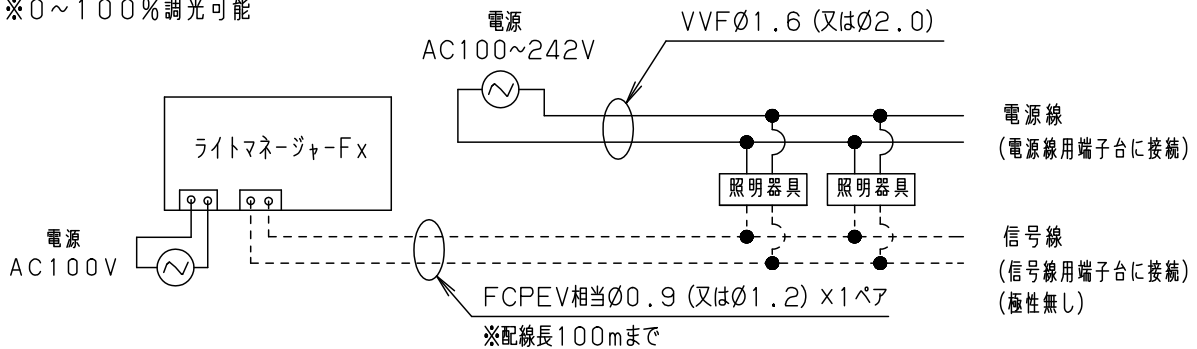 ※0～100%調光可能
電源
AC100～242V
VVFØ1.6 (又はØ2.0)
ライトマネージャーFx
電源線
(電源線用端子台に接続)
照明器具
照明器具
電源
AC100V
信号線
(信号線用端子台に接続)
(極性無し)
FCPEV相当Ø0.9 (又はØ1.2) ×1ペア
※配線長100mまで